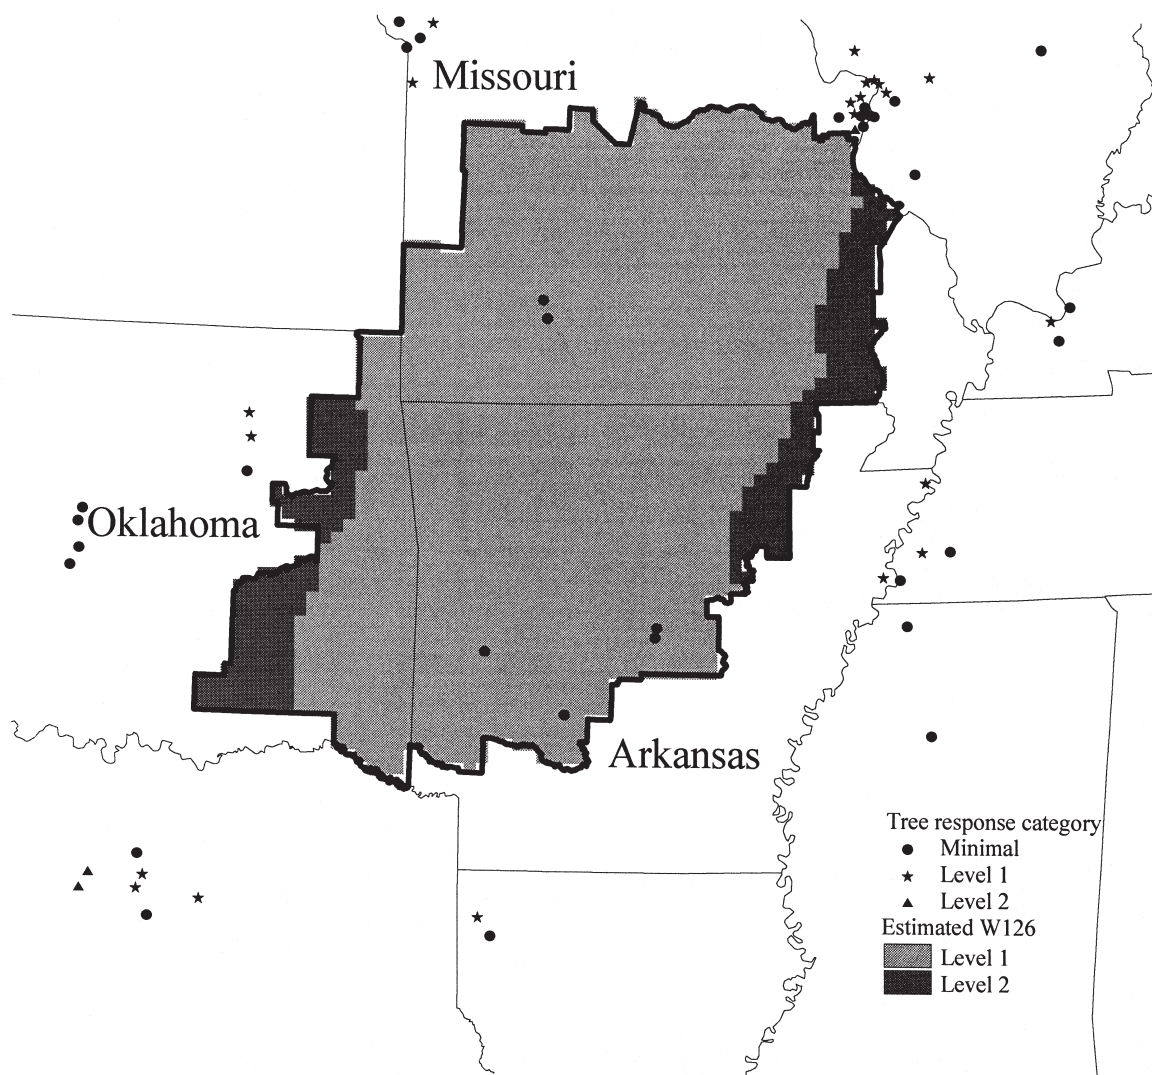 Missouri
Oklahoma
Arkansas
Tree response category
Minimal
Level 1
Level 2
Estimated W126
Level 1
Level 2